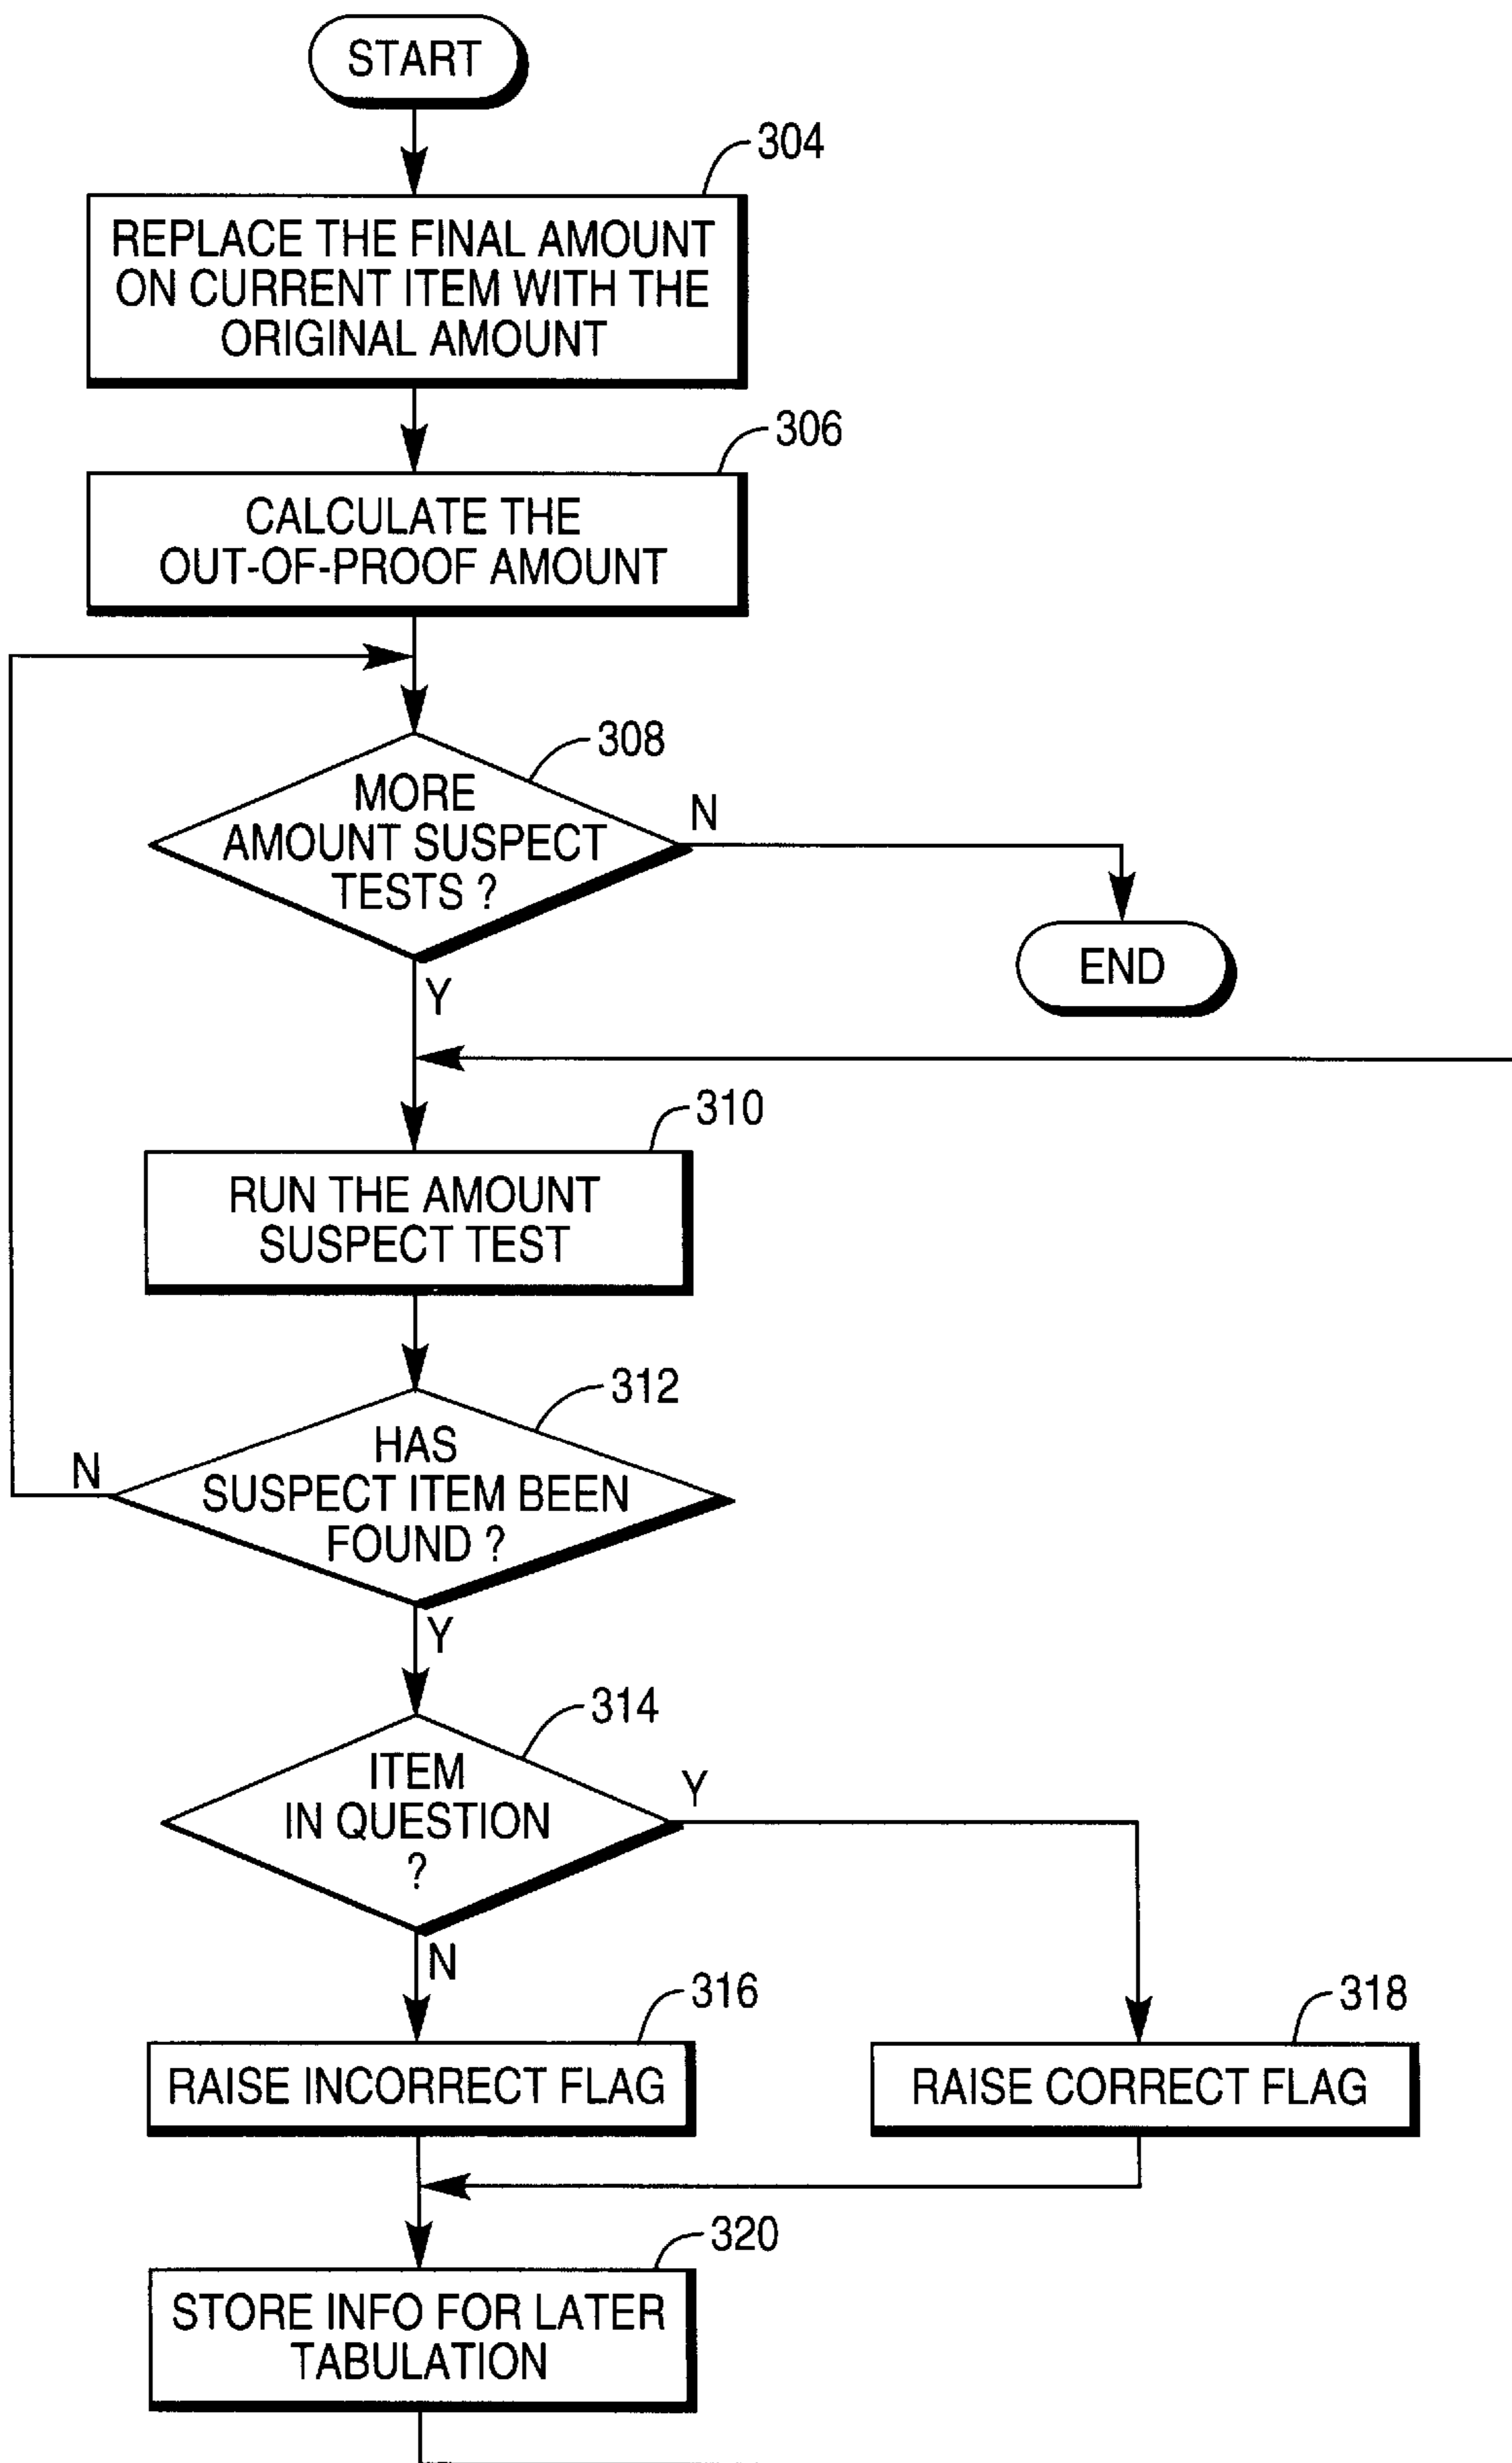 START
304
REPLACE THE FINAL AMOUNT
ON CURRENT ITEM WITH THE
ORIGINAL AMOUNT
306
CALCULATE THE
OUT-OF-PROOF AMOUNT
308
MORE
AMOUNT SUSPECT
TESTS ?
N
END
Y
310
RUN THE AMOUNT
SUSPECT TEST
312
HAS
SUSPECT ITEM BEEN
FOUND ?
N
Y
314
ITEM
IN QUESTION
?
Y
N
316
RAISE INCORRECT FLAG
318
RAISE CORRECT FLAG
320
STORE INFO FOR LATER
TABULATION